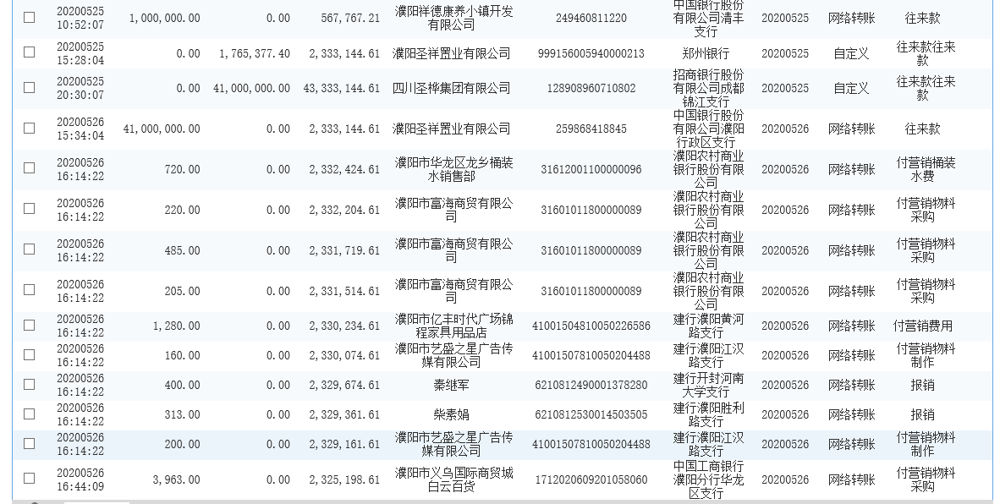 20200525
10:52:07
1,000,000.00
0.00
567,767.21
濮阳祥德康养小镇开发
有限公司
249460811220
中国银行股份
有限公司清丰
支行
20200525
网络转账
往来款
20200525
15:28:04
0.00
1,765,377.40
2,333,144.61
濮阳圣祥置业有限公司
999156005940000213
郑州银行
20200525
自定义
往来款往来
款
20200525
20:30:07
0.00
41,000,000.00
43,333,144.61
四川圣桦集团有限公司
128908960710802
招商银行股份
有限公司成都
锦江支行
20200525
自定义
往来款往来
款
20200526
15:34:04
41,000,000.00
0.00
2,333,144.61
濮阳圣祥置业有限公司
259868418845
中国银行股份
有限公司濮阳
行政区支行
20200526
网络转账
往来款
20200526
16:14:22
720.00
0.00
2,332,424.61
濮阳市华龙区龙乡桶装
水销售部
31612001100000096
濮阳农村商业
银行股份有限
公司
20200526
网络转账
付营销桶装
水费
20200526
16:14:22
220.00
0.00
2,332,204.61
濮阳市富海商贸有限公
司
31601011800000089
濮阳农村商业
银行股份有限
公司
20200526
网络转账
付营销物料
采购
20200526
16:14:22
485.00
0.00
2,331,719.61
濮阳市富海商贸有限公
司
31601011800000089
濮阳农村商业
银行股份有限
公司
20200526
网络转账
付营销物料
采购
20200526
16:14:22
205.00
0.00
2,331,514.61
濮阳市富海商贸有限公
司
31601011800000089
濮阳农村商业
银行股份有限
公司
20200526
网络转账
付营销物料
采购
20200526
16:14:22
1,280.00
0.00
2,330,234.61
濮阳市亿丰时代广场锦
程家具用品店
41001504810050226586
建行濮阳黄河
路支行
20200526
网络转账
付营销费用
20200526
16:14:22
160.00
0.00
2,330,074.61
濮阳市艺盛之星广告传
媒有限公司
41001507810050204488
建行濮阳江汉
路支行
20200526
网络转账
付营销物料
制作
20200526
16:14:22
400.00
0.00
2,329,674.61
秦继军
6210812490001378280
建行开封河南
大学支行
20200526
网络转账
报销
20200526
16:14:22
313.00
0.00
2,329,361.61
柴素娟
6210812530014503505
建行濮阳胜利
路支行
20200526
网络转账
报销
20200526
16:14:22
200.00
0.00
2,329,161.61
濮阳市艺盛之星广告传
媒有限公司
41001507810050204488
建行濮阳江汉
路支行
20200526
网络转账
付营销物料
制作
20200526
16:44:09
3,963.00
0.00
2,325,198.61
濮阳市义乌国际商贸城
白云百货
1712020609201058060
中国工商银行
濮阳分行华龙
区支行
20200526
网络转账
付营销物料
采购